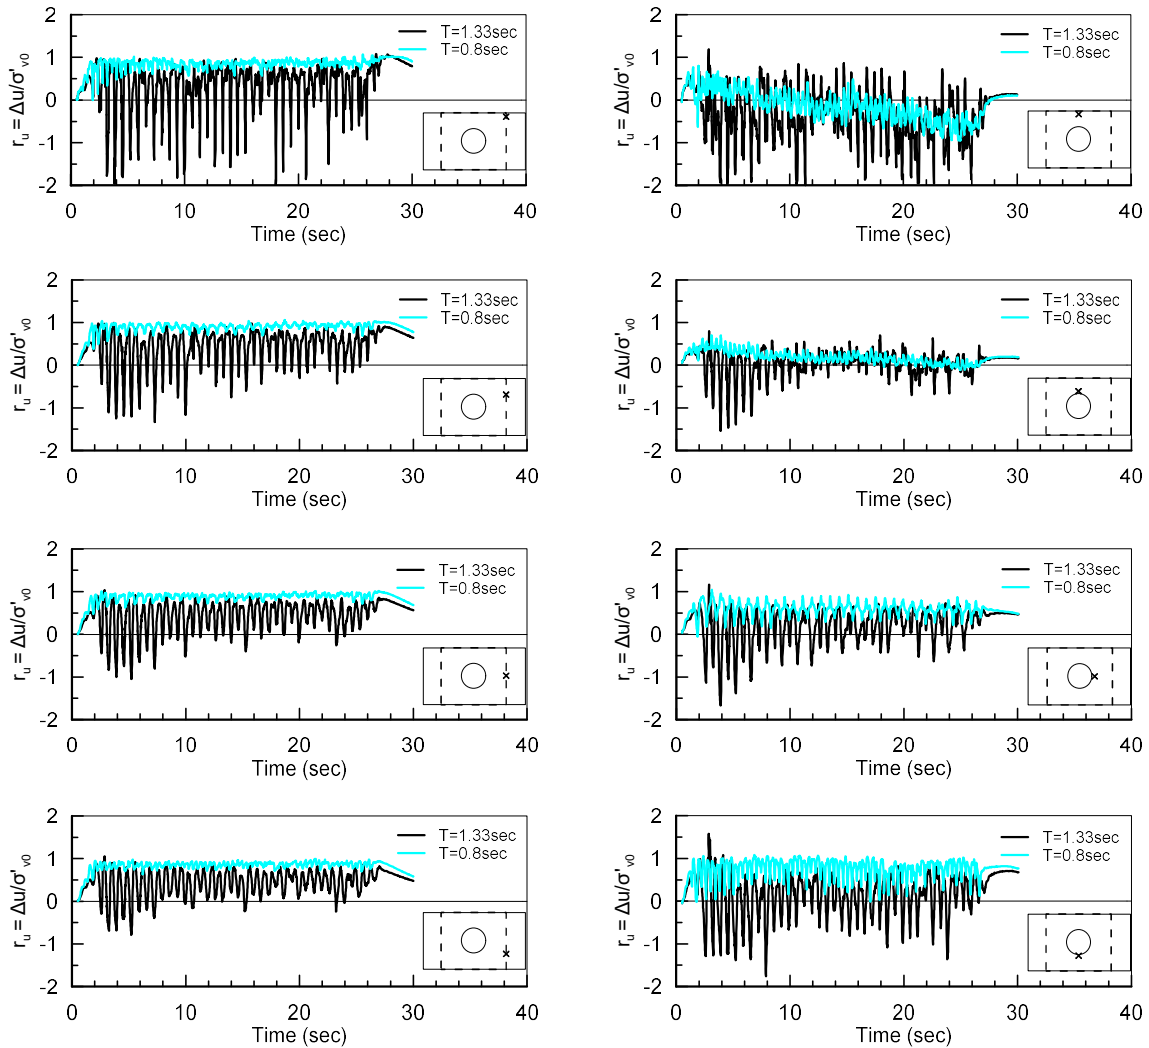 2
1
0
-1
-2
r_u = Δu/σ'_v0
T=1.33sec
T=0.8sec
0 10 20 30 40
Time (sec)
2
1
0
-1
-2
r_u = Δu/σ'_v0
T=1.33sec
T=0.8sec
0 10 20 30 40
Time (sec)
2
1
0
-1
-2
r_u = Δu/σ'_v0
T=1.33sec
T=0.8sec
0 10 20 30 40
Time (sec)
2
1
0
-1
-2
r_u = Δu/σ'_v0
T=1.33sec
T=0.8sec
0 10 20 30 40
Time (sec)
2
1
0
-1
-2
r_u = Δu/σ'_v0
T=1.33sec
T=0.8sec
0 10 20 30 40
Time (sec)
2
1
0
-1
-2
r_u = Δu/σ'_v0
T=1.33sec
T=0.8sec
0 10 20 30 40
Time (sec)
2
1
0
-1
-2
r_u = Δu/σ'_v0
T=1.33sec
T=0.8sec
0 10 20 30 40
Time (sec)
2
1
0
-1
-2
r_u = Δu/σ'_v0
T=1.33sec
T=0.8sec
0 10 20 30 40
Time (sec)